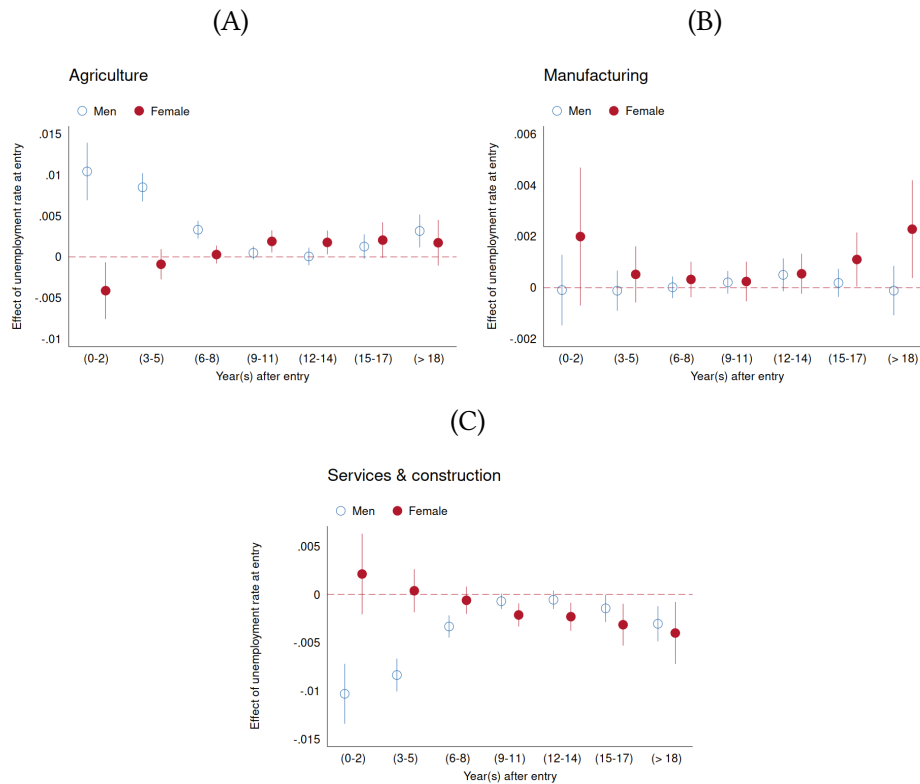 (A)
Agriculture
Men Female
Effect of unemployment rate at entry
.015
.01
.005
0
-.005
-.01
(0-2) (3-5) (6-8) (9-11) (12-14) (15-17) (> 18)
Year(s) after entry
(B)
Manufacturing
Men Female
Effect of unemployment rate at entry
.006
.004
.002
0
-.002
(0-2) (3-5) (6-8) (9-11) (12-14) (15-17) (> 18)
Year(s) after entry
(C)
Services & construction
Men Female
Effect of unemployment rate at entry
.005
0
-.005
-.01
-.015
(0-2) (3-5) (6-8) (9-11) (12-14) (15-17) (> 18)
Year(s) after entry